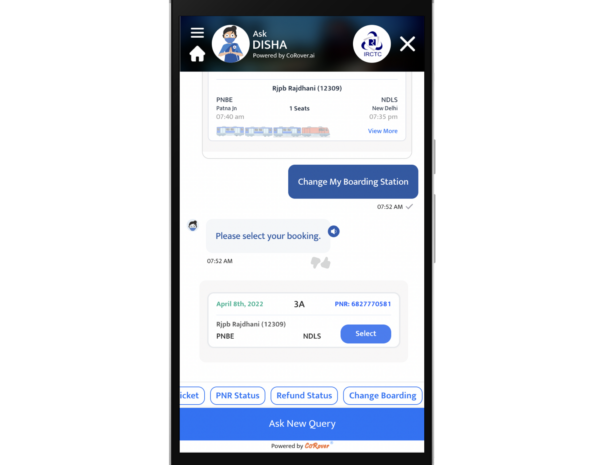 Ask
DISHA
Powered by CoRover.ai
IRCTC
Rjpb Rajdhani (12309)
PNBE NDLS
Patna Jn 1 Seats New Delhi
07:40 am 07:35 pm
View More
Change My Boarding Station
07:52 AM
Please select your booking.
07:52 AM
April 8th, 2022 3A PNR: 6827770581
Rjpb Rajdhani (12309)
PNBE NDLS Select
icket PNR Status Refund Status Change Boarding
Ask New Query
Powered by CoRover